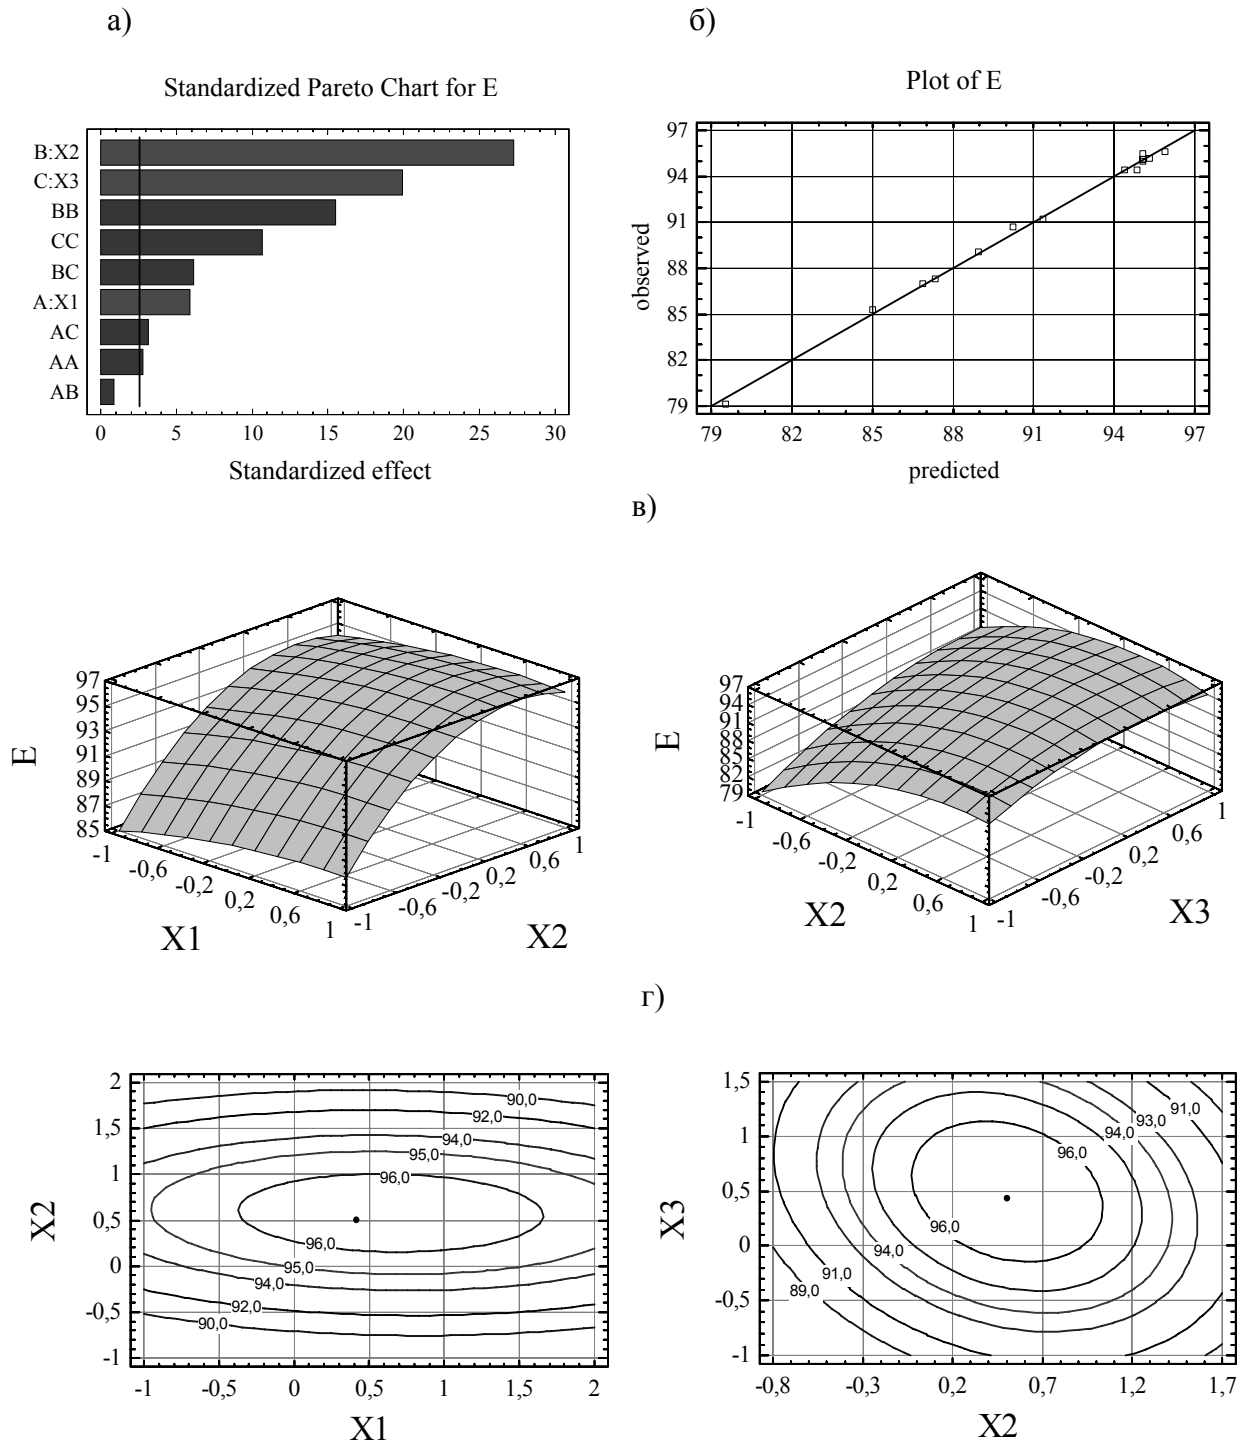 а)
б)
Standardized Pareto Chart for E
B:X2
C:X3
BB
CC
BC
A:X1
AC
AA
AB
0 5 10 15 20 25 30
Standardized effect
Plot of E
97
94
91
88
85
82
79
observed
79 82 85 88 91 94 97
predicted
в)
E
97
95
93
91
89
87
85
-1 -0,6 -0,2 0,2 0,6 1
X1
-1 -0,6 -0,2 0,2 0,6 1
X2
E
97
94
91
88
85
82
79
-1 -0,6 -0,2 0,2 0,6 1
X2
-1 -0,6 -0,2 0,2 0,6 1
X3
г)
X2
2
1,5
1
0,5
0
-0,5
-1
90,0
92,0
94,0
95,0
96,0
96,0
95,0
94,0
92,0
90,0
-1 -0,5 0 0,5 1 1,5 2
X1
X3
1,5
1
0,5
0
-0,5
-1
91,0
93,0
94,0
96,0
96,0
94,0
91,0
89,0
-0,8 -0,3 0,2 0,7 1,2 1,7
X2